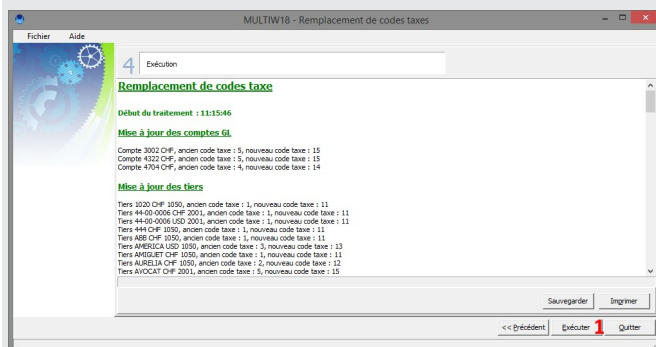 MULTIW18 - Remplacement de codes taxes
Fichier Aide
4 Exécution
Remplacement de codes taxe
Début du traitement : 11:15:46
Mise à jour des comptes GL
Compte 3002 CHF, ancien code taxe : 5, nouveau code taxe : 15
Compte 4322 CHF, ancien code taxe : 5, nouveau code taxe : 15
Compte 4704 CHF, ancien code taxe : 4, nouveau code taxe : 14
Mise à jour des tiers
Tiers 1020 CHF 1050, ancien code taxe : 1, nouveau code taxe : 11
Tiers 44-00-0006 CHF 2001, ancien code taxe : 1, nouveau code taxe : 11
Tiers 44-00-0006 USD 2001, ancien code taxe : 1, nouveau code taxe : 11
Tiers 444 CHF 1050, ancien code taxe : 1, nouveau code taxe : 11
Tiers ABB CHF 1050, ancien code taxe : 1, nouveau code taxe : 11
Tiers AMERICA USD 1050, ancien code taxe : 3, nouveau code taxe : 13
Tiers AMIGUET CHF 1050, ancien code taxe : 1, nouveau code taxe : 11
Tiers AURELIA CHF 1050, ancien code taxe : 2, nouveau code taxe : 12
Tiers AVOCAT CHF 2001, ancien code taxe : 5, nouveau code taxe : 15
Sauvegarder Imprimer
<< Précédent Exécuter 1 Quitter